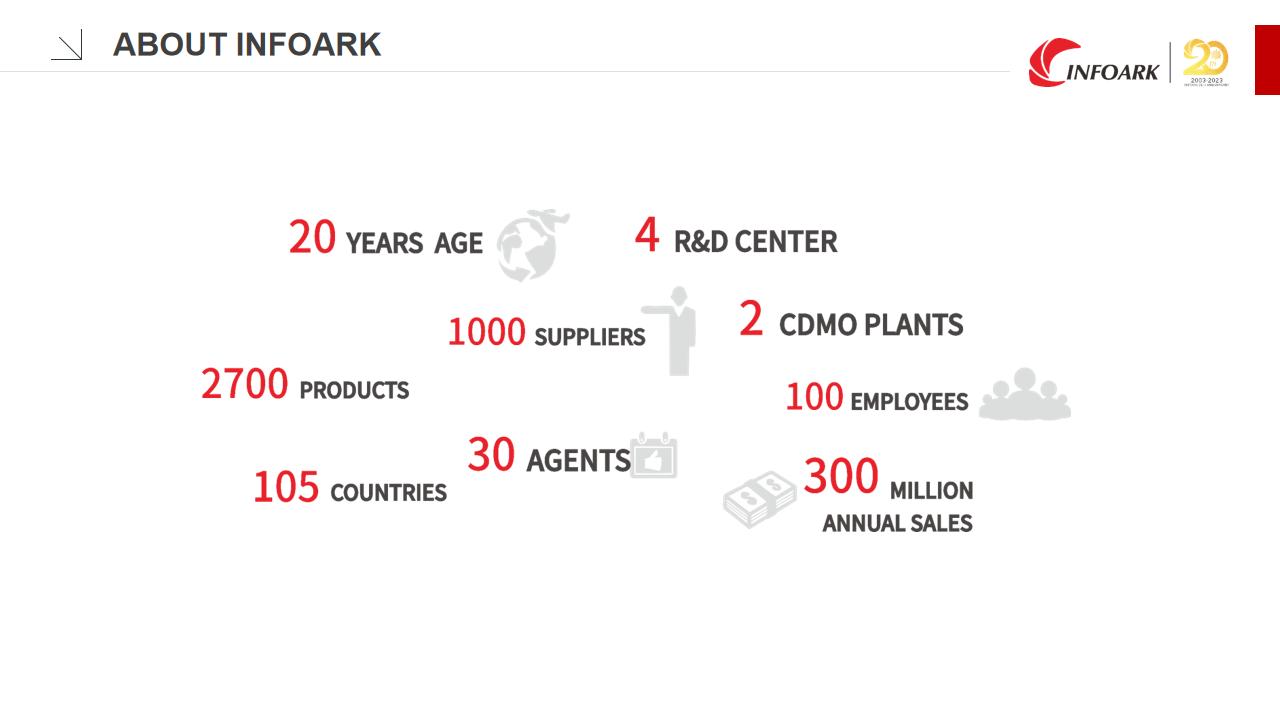 ABOUT INFOARK
INFOARK
20th
2003-2023
20 YEARS AGE
4 R&D CENTER
1000 SUPPLIERS
2 CDMO PLANTS
2700 PRODUCTS
100 EMPLOYEES
30 AGENTS
105 COUNTRIES
300 MILLION
ANNUAL SALES